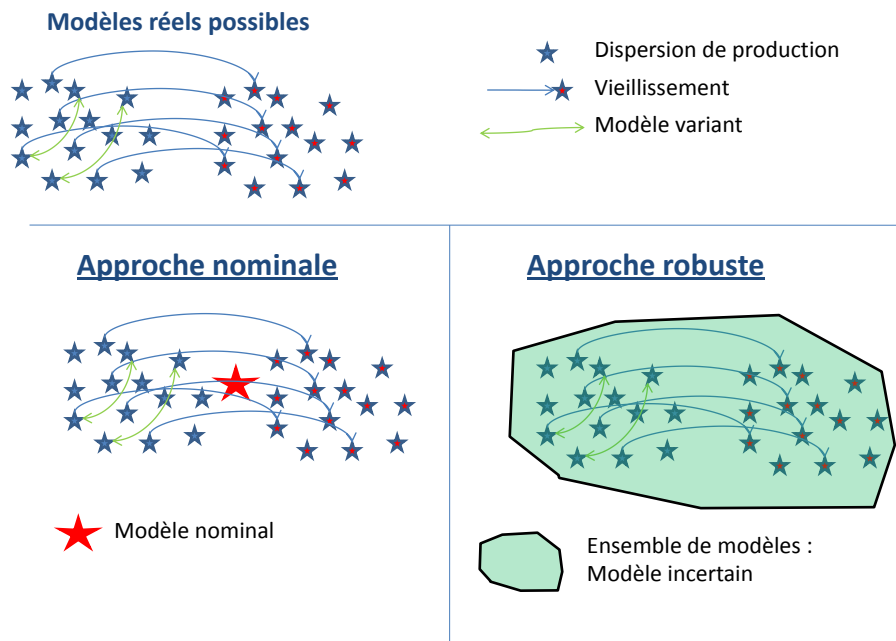 Modèles réels possibles
Dispersion de production
Vieillissement
Modèle variant
Approche nominale
Modèle nominal
Approche robuste
Ensemble de modèles :
Modèle incertain